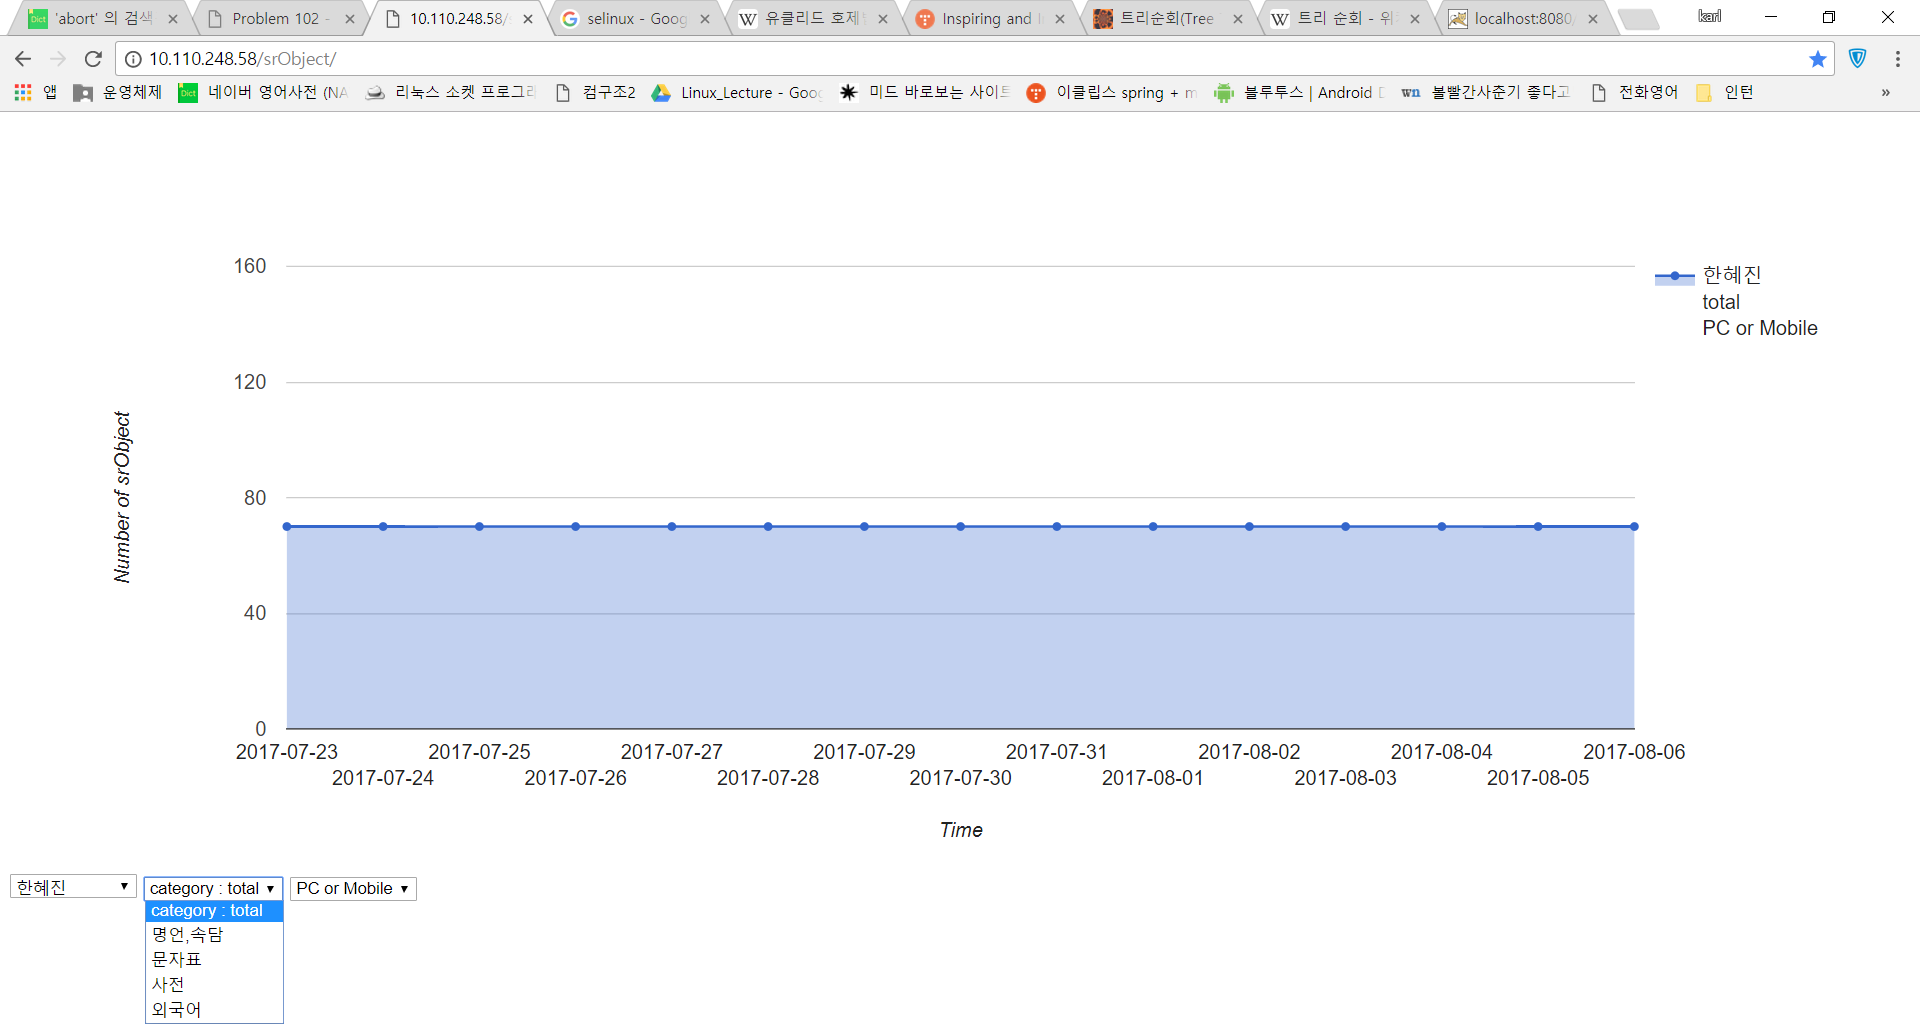 'abort' 의 검색
Problem 102 -
10.110.248.58/
selinux - Goog
유클리드 호제
Inspiring and I
트리순회(Tree
트리 순회 - 위
localhost:8080/
karl
10.110.248.58/srObject/
앱
운영체제
네이버 영어사전 (NA
리눅스 소켓 프로그라
컴구조2
Linux_Lecture - Goo
미드 바로보는 사이트
이클립스 spring + m
블루투스 | Android D
볼빨간사춘기 좋다고
전화영어
인턴
»
160
120
80
40
0
Number of srObject
한혜진
total
PC or Mobile
2017-07-23
2017-07-24
2017-07-25
2017-07-26
2017-07-27
2017-07-28
2017-07-29
2017-07-30
2017-07-31
2017-08-01
2017-08-02
2017-08-03
2017-08-04
2017-08-05
2017-08-06
Time
한혜진
category : total
PC or Mobile
category : total
명언,속담
문자표
사전
외국어